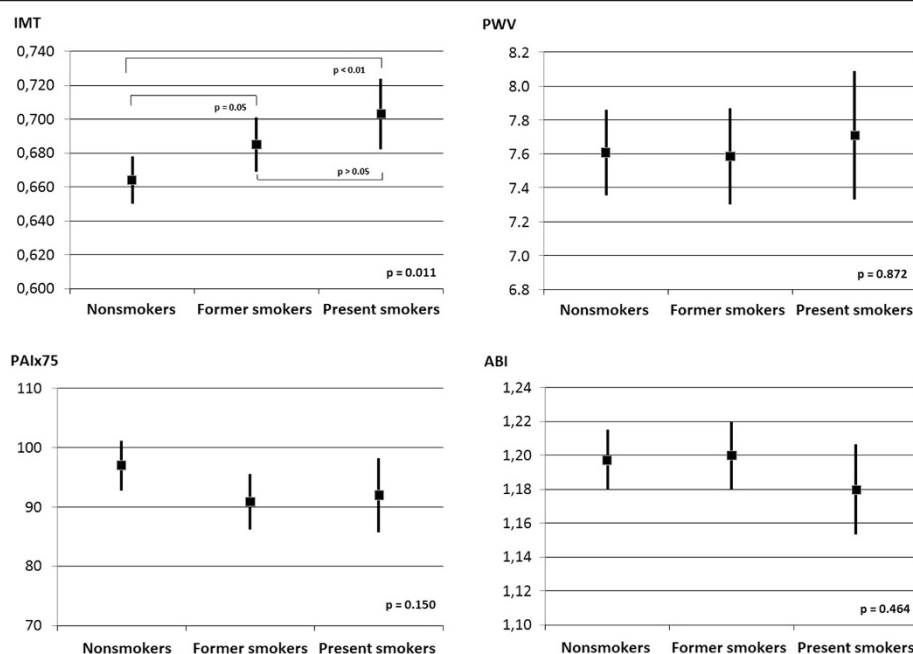 IMT
0,740
0,720
0,700
0,680
0,660
0,640
0,620
0,600
p < 0.01
p = 0.05
p > 0.05
p = 0.011
Nonsmokers Former smokers Present smokers
PWV
8.2
8.0
7.8
7.6
7.4
7.2
7.0
6.8
p = 0.872
Nonsmokers Former smokers Present smokers
PAIx75
110
100
90
80
70
p = 0.150
Nonsmokers Former smokers Present smokers
ABI
1,24
1,22
1,20
1,18
1,16
1,14
1,12
1,10
p = 0.464
Nonsmokers Former smokers Present smokers